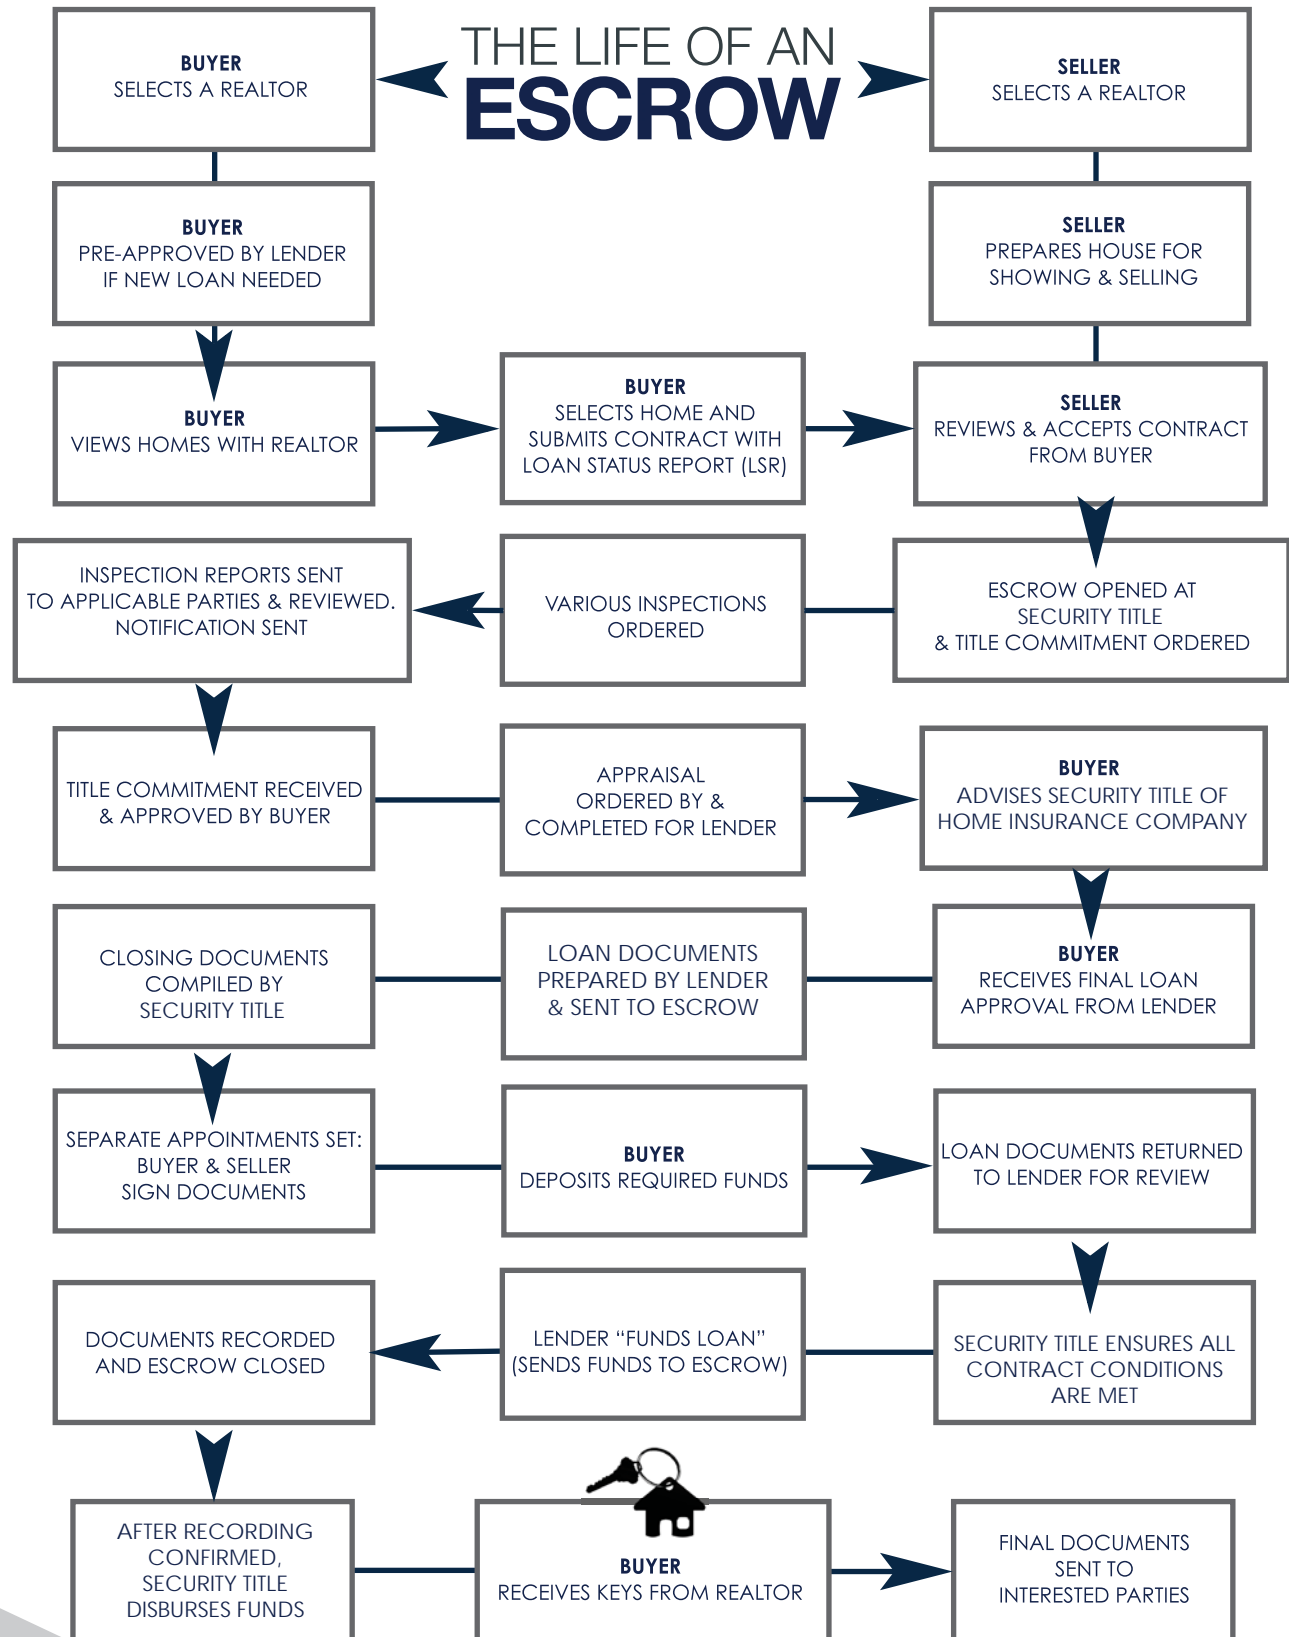 THE LIFE OF AN
ESCROW
BUYER
SELECTS A REALTOR
SELLER
SELECTS A REALTOR
BUYER
PRE-APPROVED BY LENDER
IF NEW LOAN NEEDED
SELLER
PREPARES HOUSE FOR
SHOWING & SELLING
BUYER
VIEWS HOMES WITH REALTOR
BUYER
SELECTS HOME AND
SUBMITS CONTRACT WITH
LOAN STATUS REPORT (LSR)
SELLER
REVIEWS & ACCEPTS CONTRACT
FROM BUYER
ESCROW OPENED AT
SECURITY TITLE
& TITLE COMMITMENT ORDERED
VARIOUS INSPECTIONS
ORDERED
INSPECTION REPORTS SENT
TO APPLICABLE PARTIES & REVIEWED.
NOTIFICATION SENT
TITLE COMMITMENT RECEIVED
& APPROVED BY BUYER
APPRAISAL
ORDERED BY &
COMPLETED FOR LENDER
BUYER
ADVISES SECURITY TITLE OF
HOME INSURANCE COMPANY
BUYER
RECEIVES FINAL LOAN
APPROVAL FROM LENDER
LOAN DOCUMENTS
PREPARED BY LENDER
& SENT TO ESCROW
CLOSING DOCUMENTS
COMPILED BY
SECURITY TITLE
SEPARATE APPOINTMENTS SET:
BUYER & SELLER
SIGN DOCUMENTS
BUYER
DEPOSITS REQUIRED FUNDS
LOAN DOCUMENTS RETURNED
TO LENDER FOR REVIEW
SECURITY TITLE ENSURES ALL
CONTRACT CONDITIONS
ARE MET
LENDER “FUNDS LOAN”
(SENDS FUNDS TO ESCROW)
DOCUMENTS RECORDED
AND ESCROW CLOSED
AFTER RECORDING
CONFIRMED,
SECURITY TITLE
DISBURSES FUNDS
BUYER
RECEIVES KEYS FROM REALTOR
FINAL DOCUMENTS
SENT TO
INTERESTED PARTIES